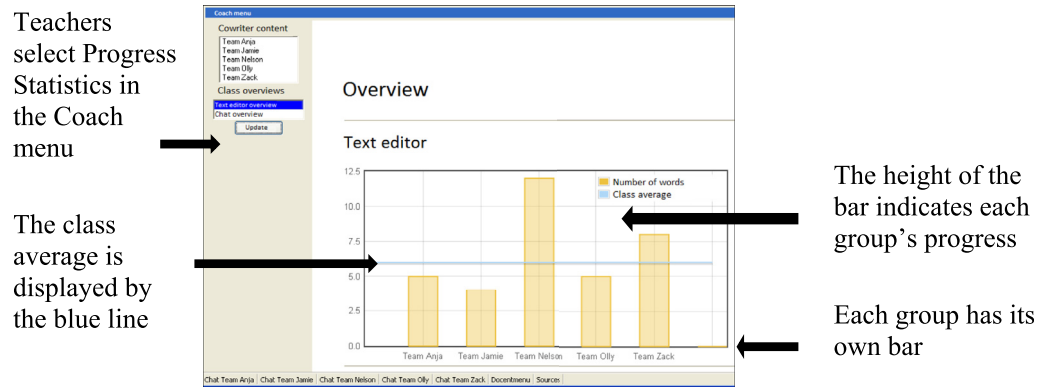 Teachers
select Progress
Statistics in
the Coach
menu
The class
average is
displayed by
the blue line
Coach menu
Cowriter content
Team Anja
Team Jamie
Team Nelson
Team Olly
Team Zack
Class overviews
Text editor overview
Chat overview
Update
Overview
Text editor
Number of words
Class average
12.5
10.0
7.5
5.0
2.5
0.0
Team Anja Team Jamie Team Nelson Team Olly Team Zack
Chat Team Anja Chat Team Jamie Chat Team Nelson Chat Team Olly Chat Team Zack Docentmenu Sources
The height of the
bar indicates each
group's progress
Each group has its
own bar